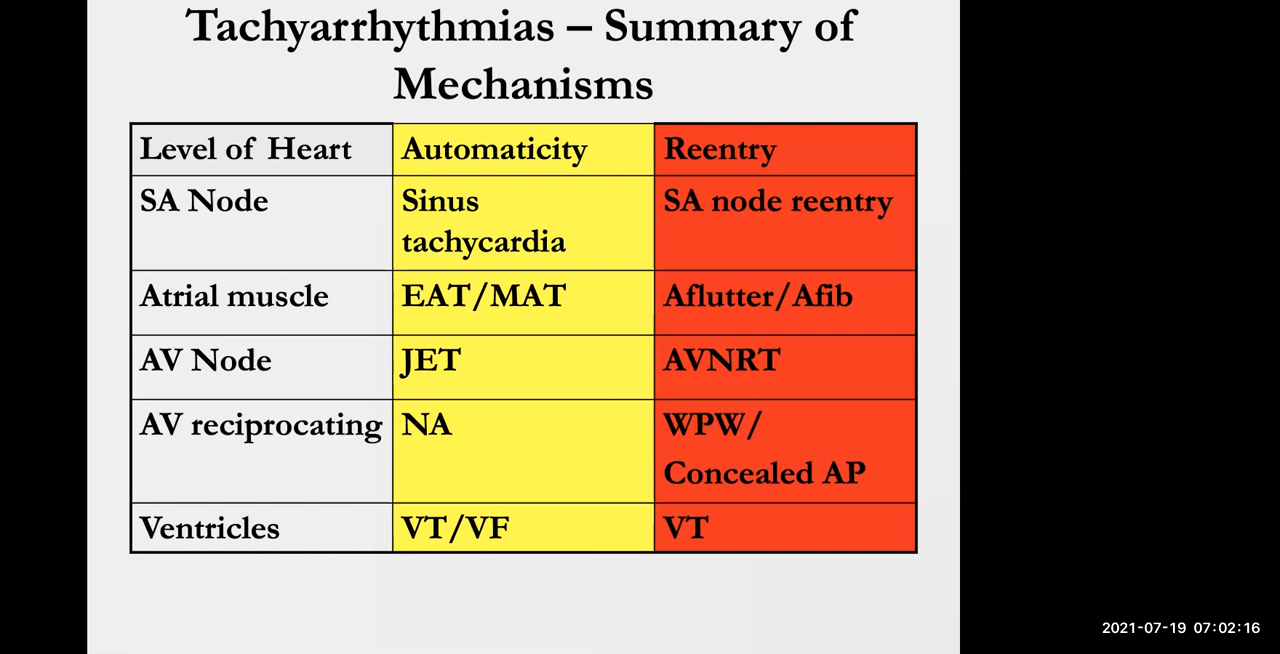 Tachyarrhythmias – Summary of
Mechanisms
Level of Heart
Automaticity
Reentry
SA Node
Sinus
tachycardia
SA node reentry
Atrial muscle
EAT/MAT
Aflutter/Afib
AV Node
JET
AVNRT
AV reciprocating
NA
WPW/
Concealed AP
Ventricles
VT/VF
VT
2021-07-19 07:02:16